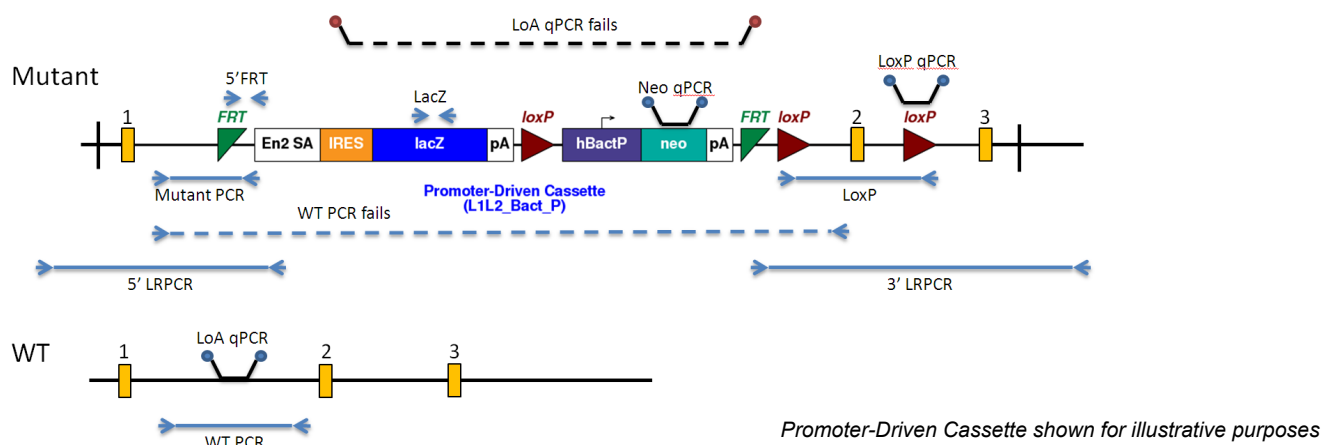 LoA qPCR fails
Mutant
5'FRT
LacZ
Neo qPCR
LoxP qPCR
1
FRT
loxP
FRT
loxP
2
loxP
3
En2 SA
IRES
lacZ
pA
hBactP
neo
pA
Mutant PCR
Promoter-Driven Cassette
(L1L2_Bact_P)
LoxP
WT PCR fails
5' LRPCR
3' LRPCR
WT
LoA qPCR
1
2
3
WT PCR
Promoter-Driven Cassette shown for illustrative purposes